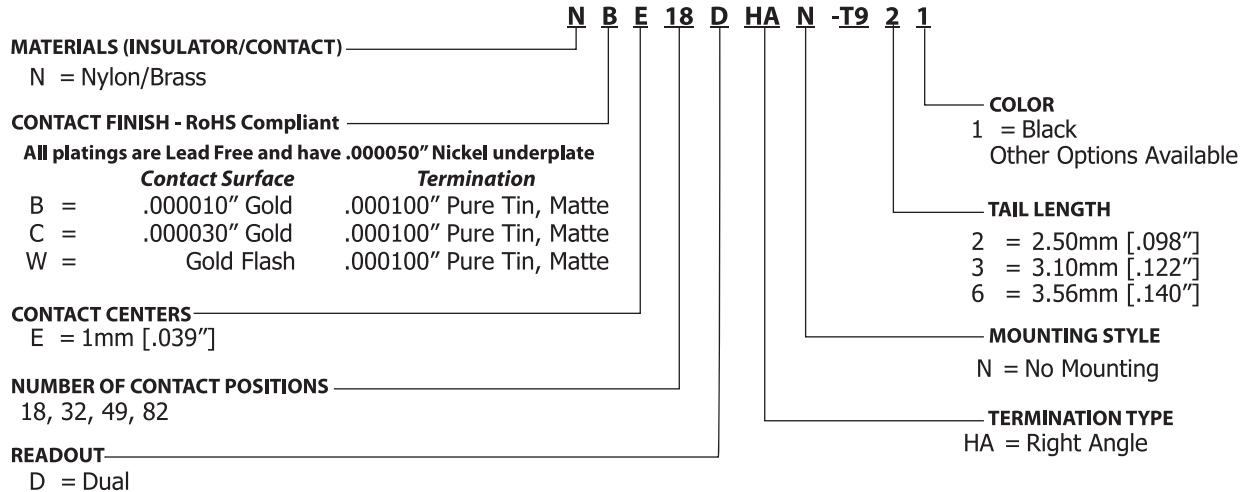 N B E 18 D HA N -T9 2 1
MATERIALS (INSULATOR/CONTACT)
N = Nylon/Brass
CONTACT FINISH - RoHS Compliant
All platings are Lead Free and have .000050" Nickel underplate
Contact Surface Termination
B = .000010" Gold .000100" Pure Tin, Matte
C = .000030" Gold .000100" Pure Tin, Matte
W = Gold Flash .000100" Pure Tin, Matte
CONTACT CENTERS
E = 1mm [.039"]
NUMBER OF CONTACT POSITIONS
18, 32, 49, 82
READOUT
D = Dual
COLOR
1 = Black
Other Options Available
TAIL LENGTH
2 = 2.50mm [.098"]
3 = 3.10mm [.122"]
6 = 3.56mm [.140"]
MOUNTING STYLE
N = No Mounting
TERMINATION TYPE
HA = Right Angle